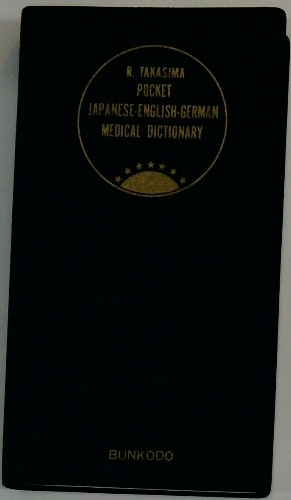 R. TAKASIMA
POCKET
JAPANESE-ENGLISH-GERMAN
MEDICAL DICTIONARY
BUNKODO